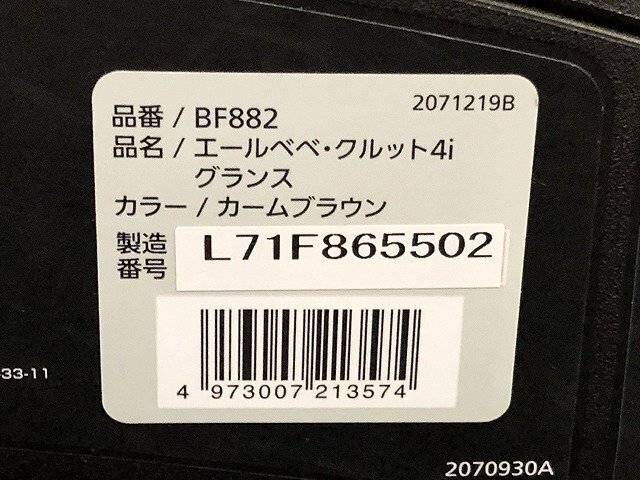 2071219B
品番 / BF882
品名 / エールベベ・クルット4i
グランス
カラー / カームブラウン
製造
番号
L71F865502
4 973007 213574
33-11
2070930A